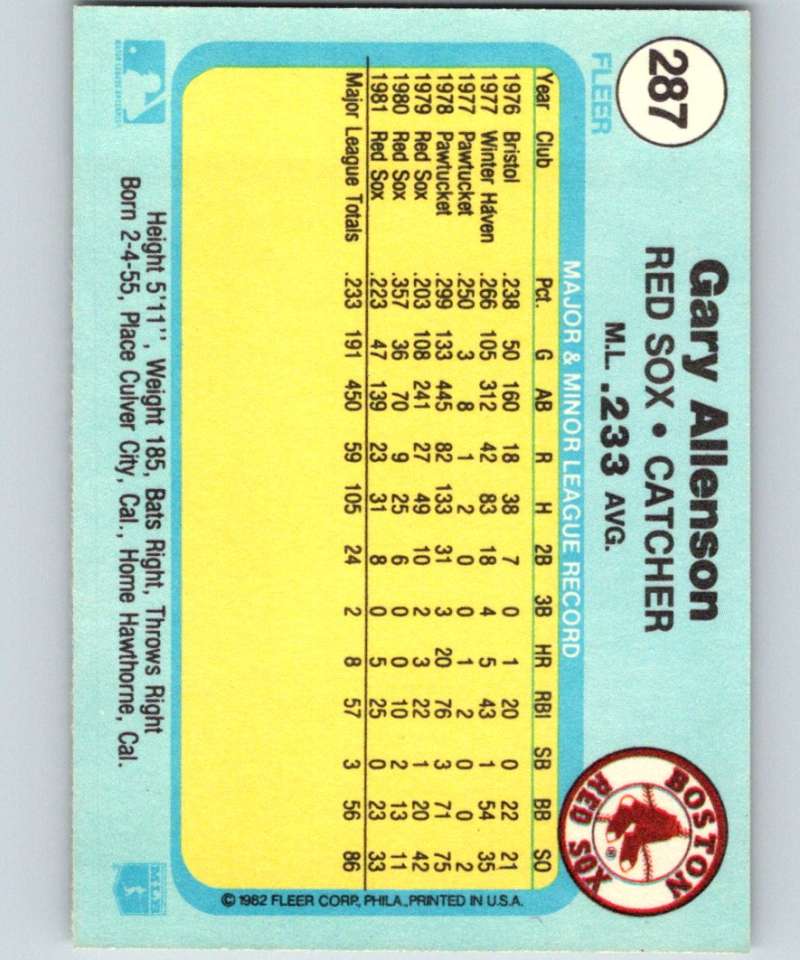 287
FLEER
Gary Allenson
RED SOX • CATCHER
M.L. .233 AVG.
BOSTON
RED SOX
®
MAJOR & MINOR LEAGUE RECORD
Year Club Pct. G AB R H 2B 3B HR RBI SB BB SO
1976 Bristol .238 50 160 18 38 7 0 1 20 0 22 21
1977 Winter Haven .266 105 312 42 83 18 4 5 43 1 54 35
1977 Pawtucket .250 3 8 1 2 0 0 1 2 0 0 2
1978 Pawtucket .299 133 445 82 133 31 3 20 76 3 71 75
1979 Red Sox .203 108 241 27 49 10 2 3 22 1 20 42
1980 Red Sox .357 36 70 9 25 6 0 0 10 2 13 11
1981 Red Sox .223 47 139 23 31 8 0 5 25 0 23 33
Major League Totals .233 191 450 59 105 24 2 8 57 3 56 86
© 1982 FLEER CORP., PHILA., PRINTED IN U.S.A.
Height 5'11", Weight 185, Bats Right, Throws Right
Born 2-4-55, Place Culver City, Cal., Home Hawthorne, Cal.